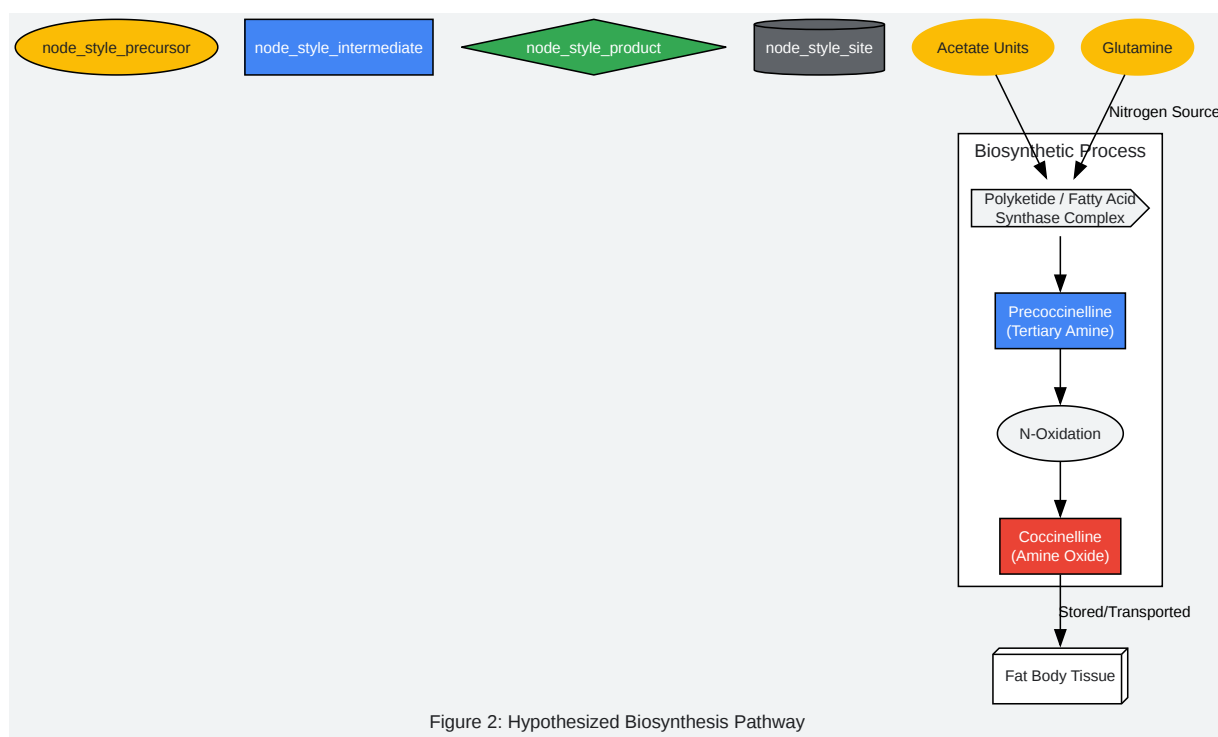 node_style_precursor
node_style_intermediate
node_style_product
node_style_site
Acetate Units
Glutamine
Nitrogen Source
Biosynthetic Process
Polyketide / Fatty Acid
Synthase Complex
Precoccinelline
(Tertiary Amine)
N-Oxidation
Coccinelline
(Amine Oxide)
Stored/Transported
Fat Body Tissue
Figure 2: Hypothesized Biosynthesis Pathway